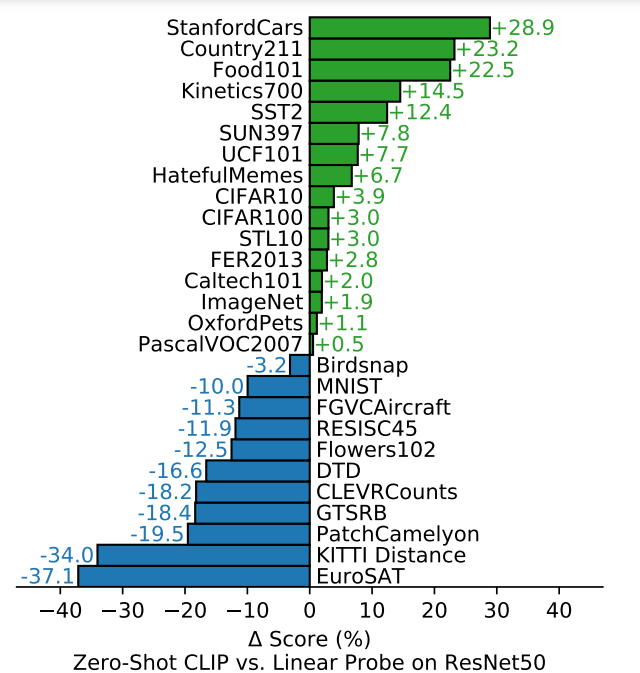 StanfordCars +28.9
Country211 +23.2
Food101 +22.5
Kinetics700 +14.5
SST2 +12.4
SUN397 +7.8
UCF101 +7.7
HatefulMemes +6.7
CIFAR10 +3.9
CIFAR100 +3.0
STL10 +3.0
FER2013 +2.8
Caltech101 +2.0
ImageNet +1.9
OxfordPets +1.1
PascalVOC2007 +0.5
-3.2 Birdsnap
-10.0 MNIST
-11.3 FGVCAircraft
-11.9 RESISC45
-12.5 Flowers102
-16.6 DTD
-18.2 CLEVRCounts
-18.4 GTSRB
-19.5 PatchCamelyon
-34.0 KITTI Distance
-37.1 EuroSAT
−40 −30 −20 −10 0 10 20 30 40
Δ Score (%)
Zero-Shot CLIP vs. Linear Probe on ResNet50